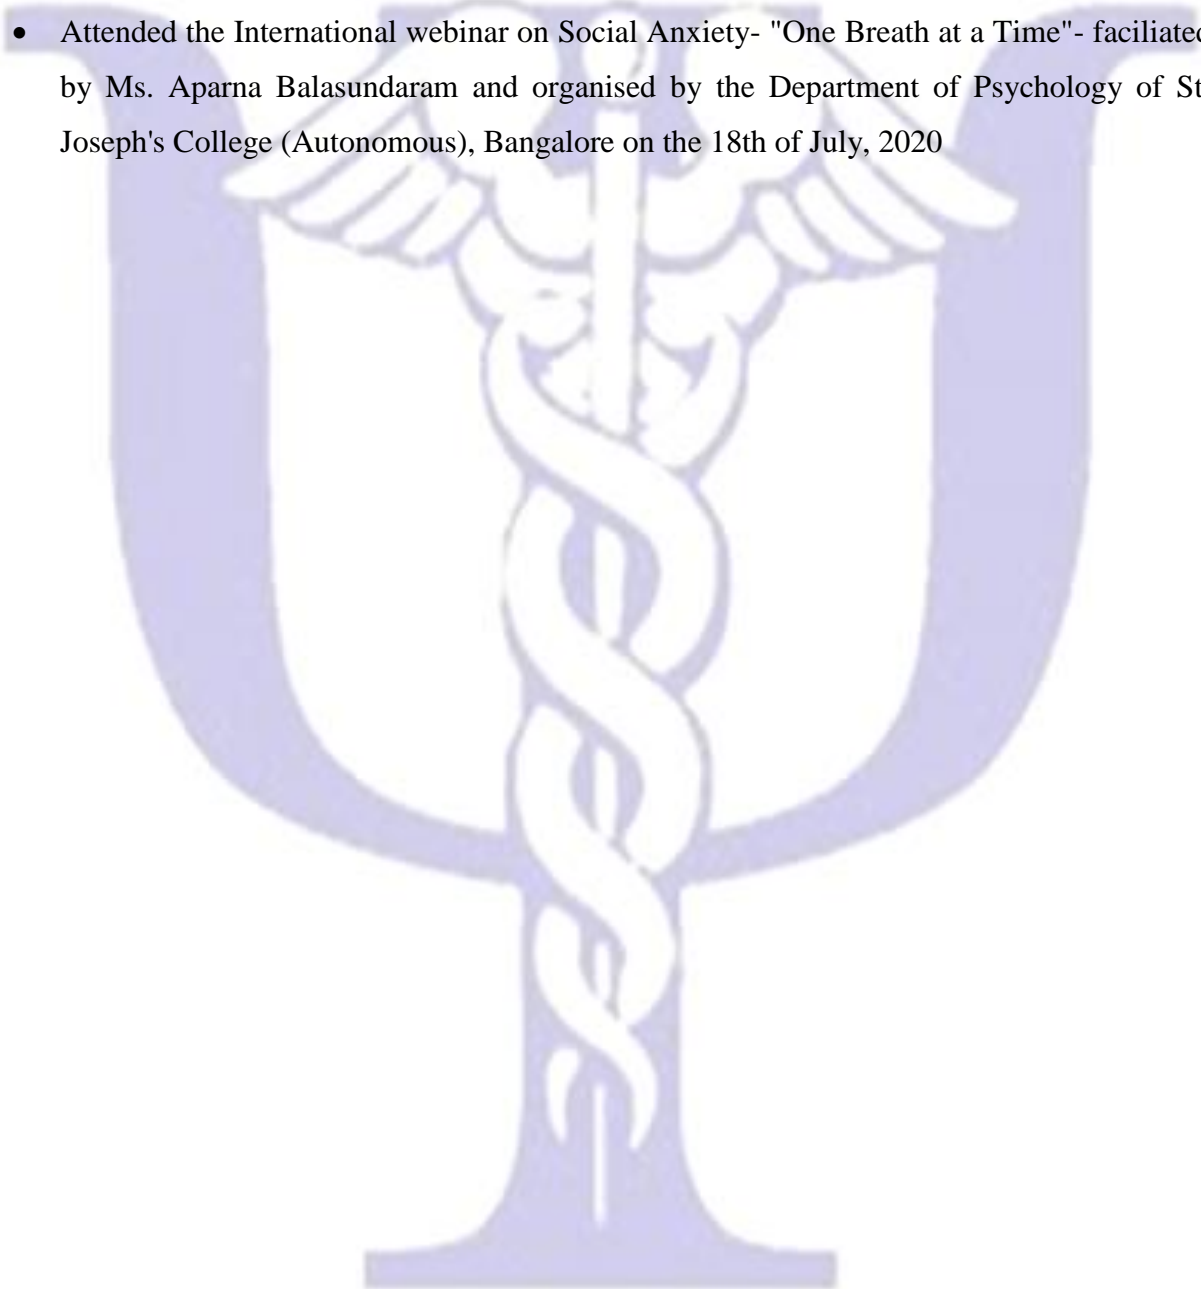 • Attended the International webinar on Social Anxiety- "One Breath at a Time"- faciliated
by Ms. Aparna Balasundaram and organised by the Department of Psychology of St
Joseph's College (Autonomous), Bangalore on the 18th of July, 2020